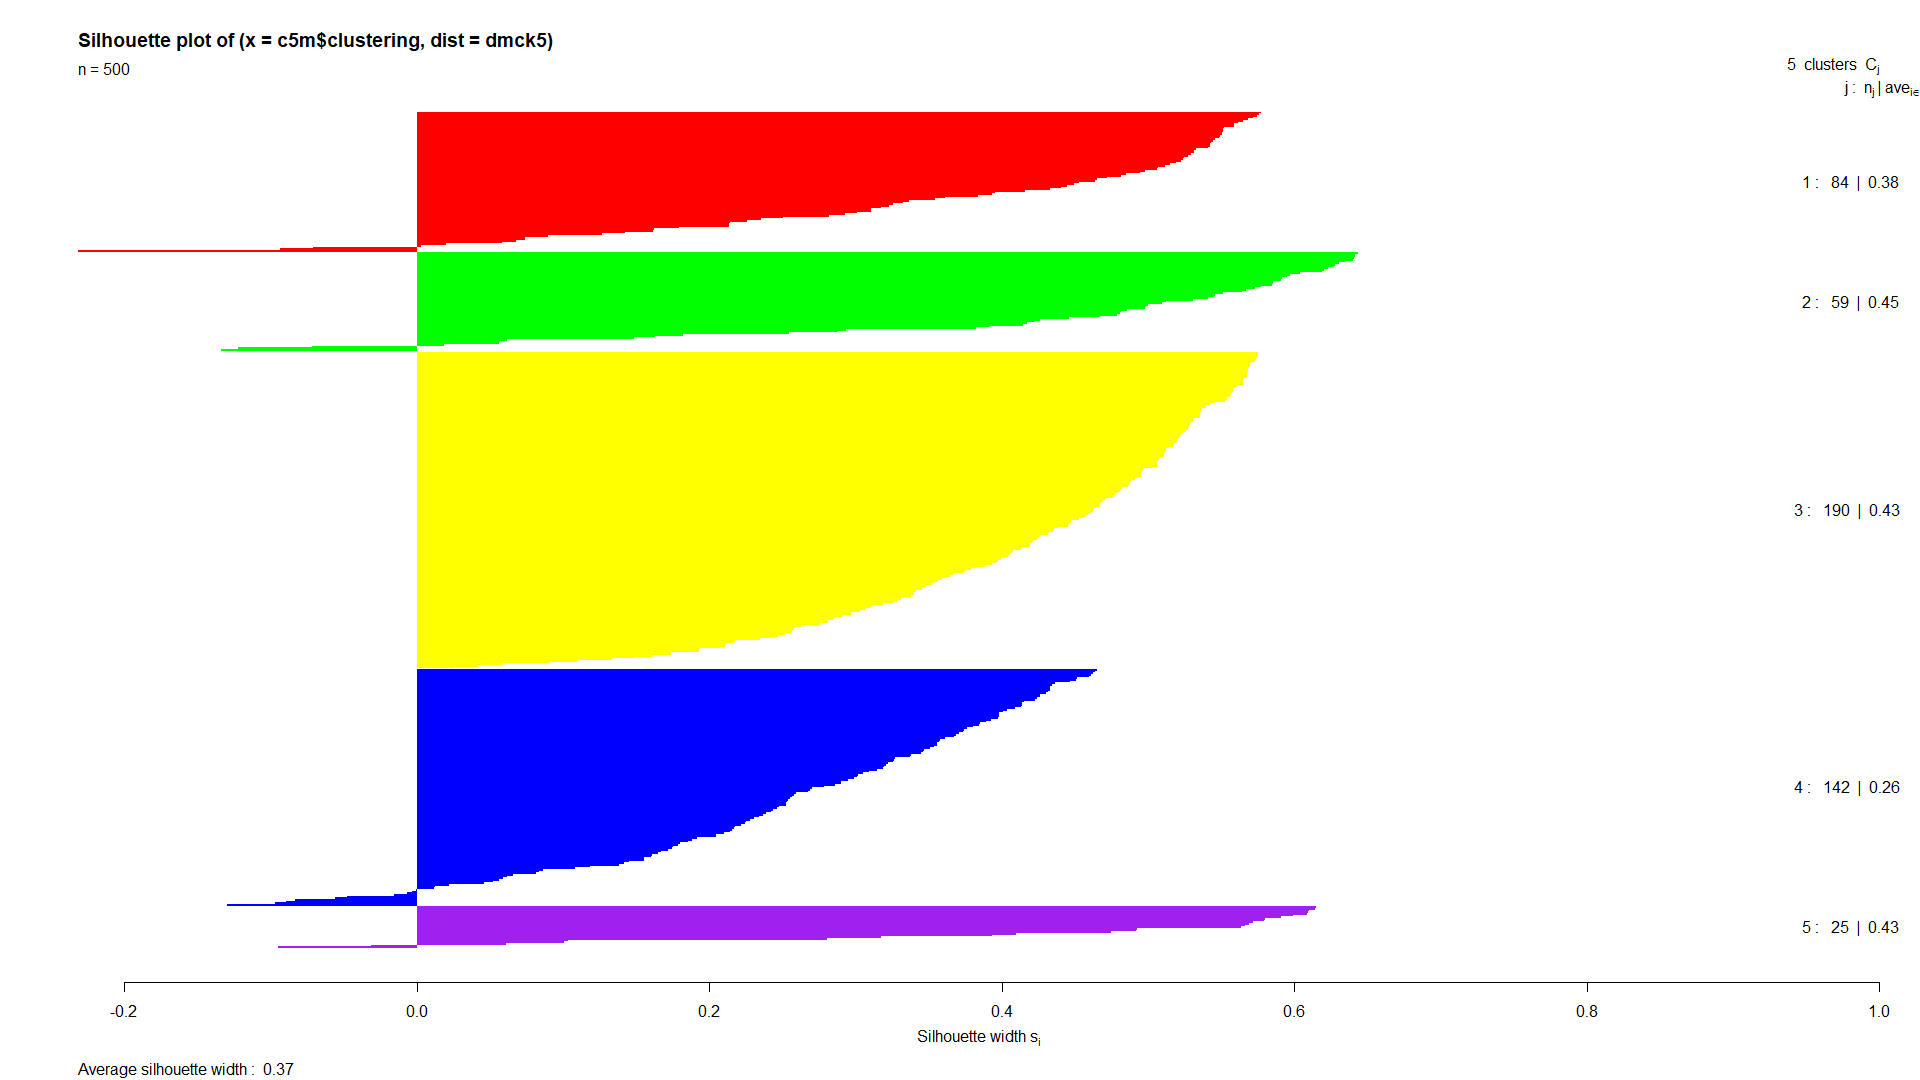 Silhouette plot of (x = c5m$clustering, dist = dmck5)
n = 500
5 clusters Cj
j : nj | avei∈
1 : 84 | 0.38
2 : 59 | 0.45
3 : 190 | 0.43
4 : 142 | 0.26
5 : 25 | 0.43
-0.2 0.0 0.2 0.4 0.6 0.8 1.0
Silhouette width si
Average silhouette width : 0.37